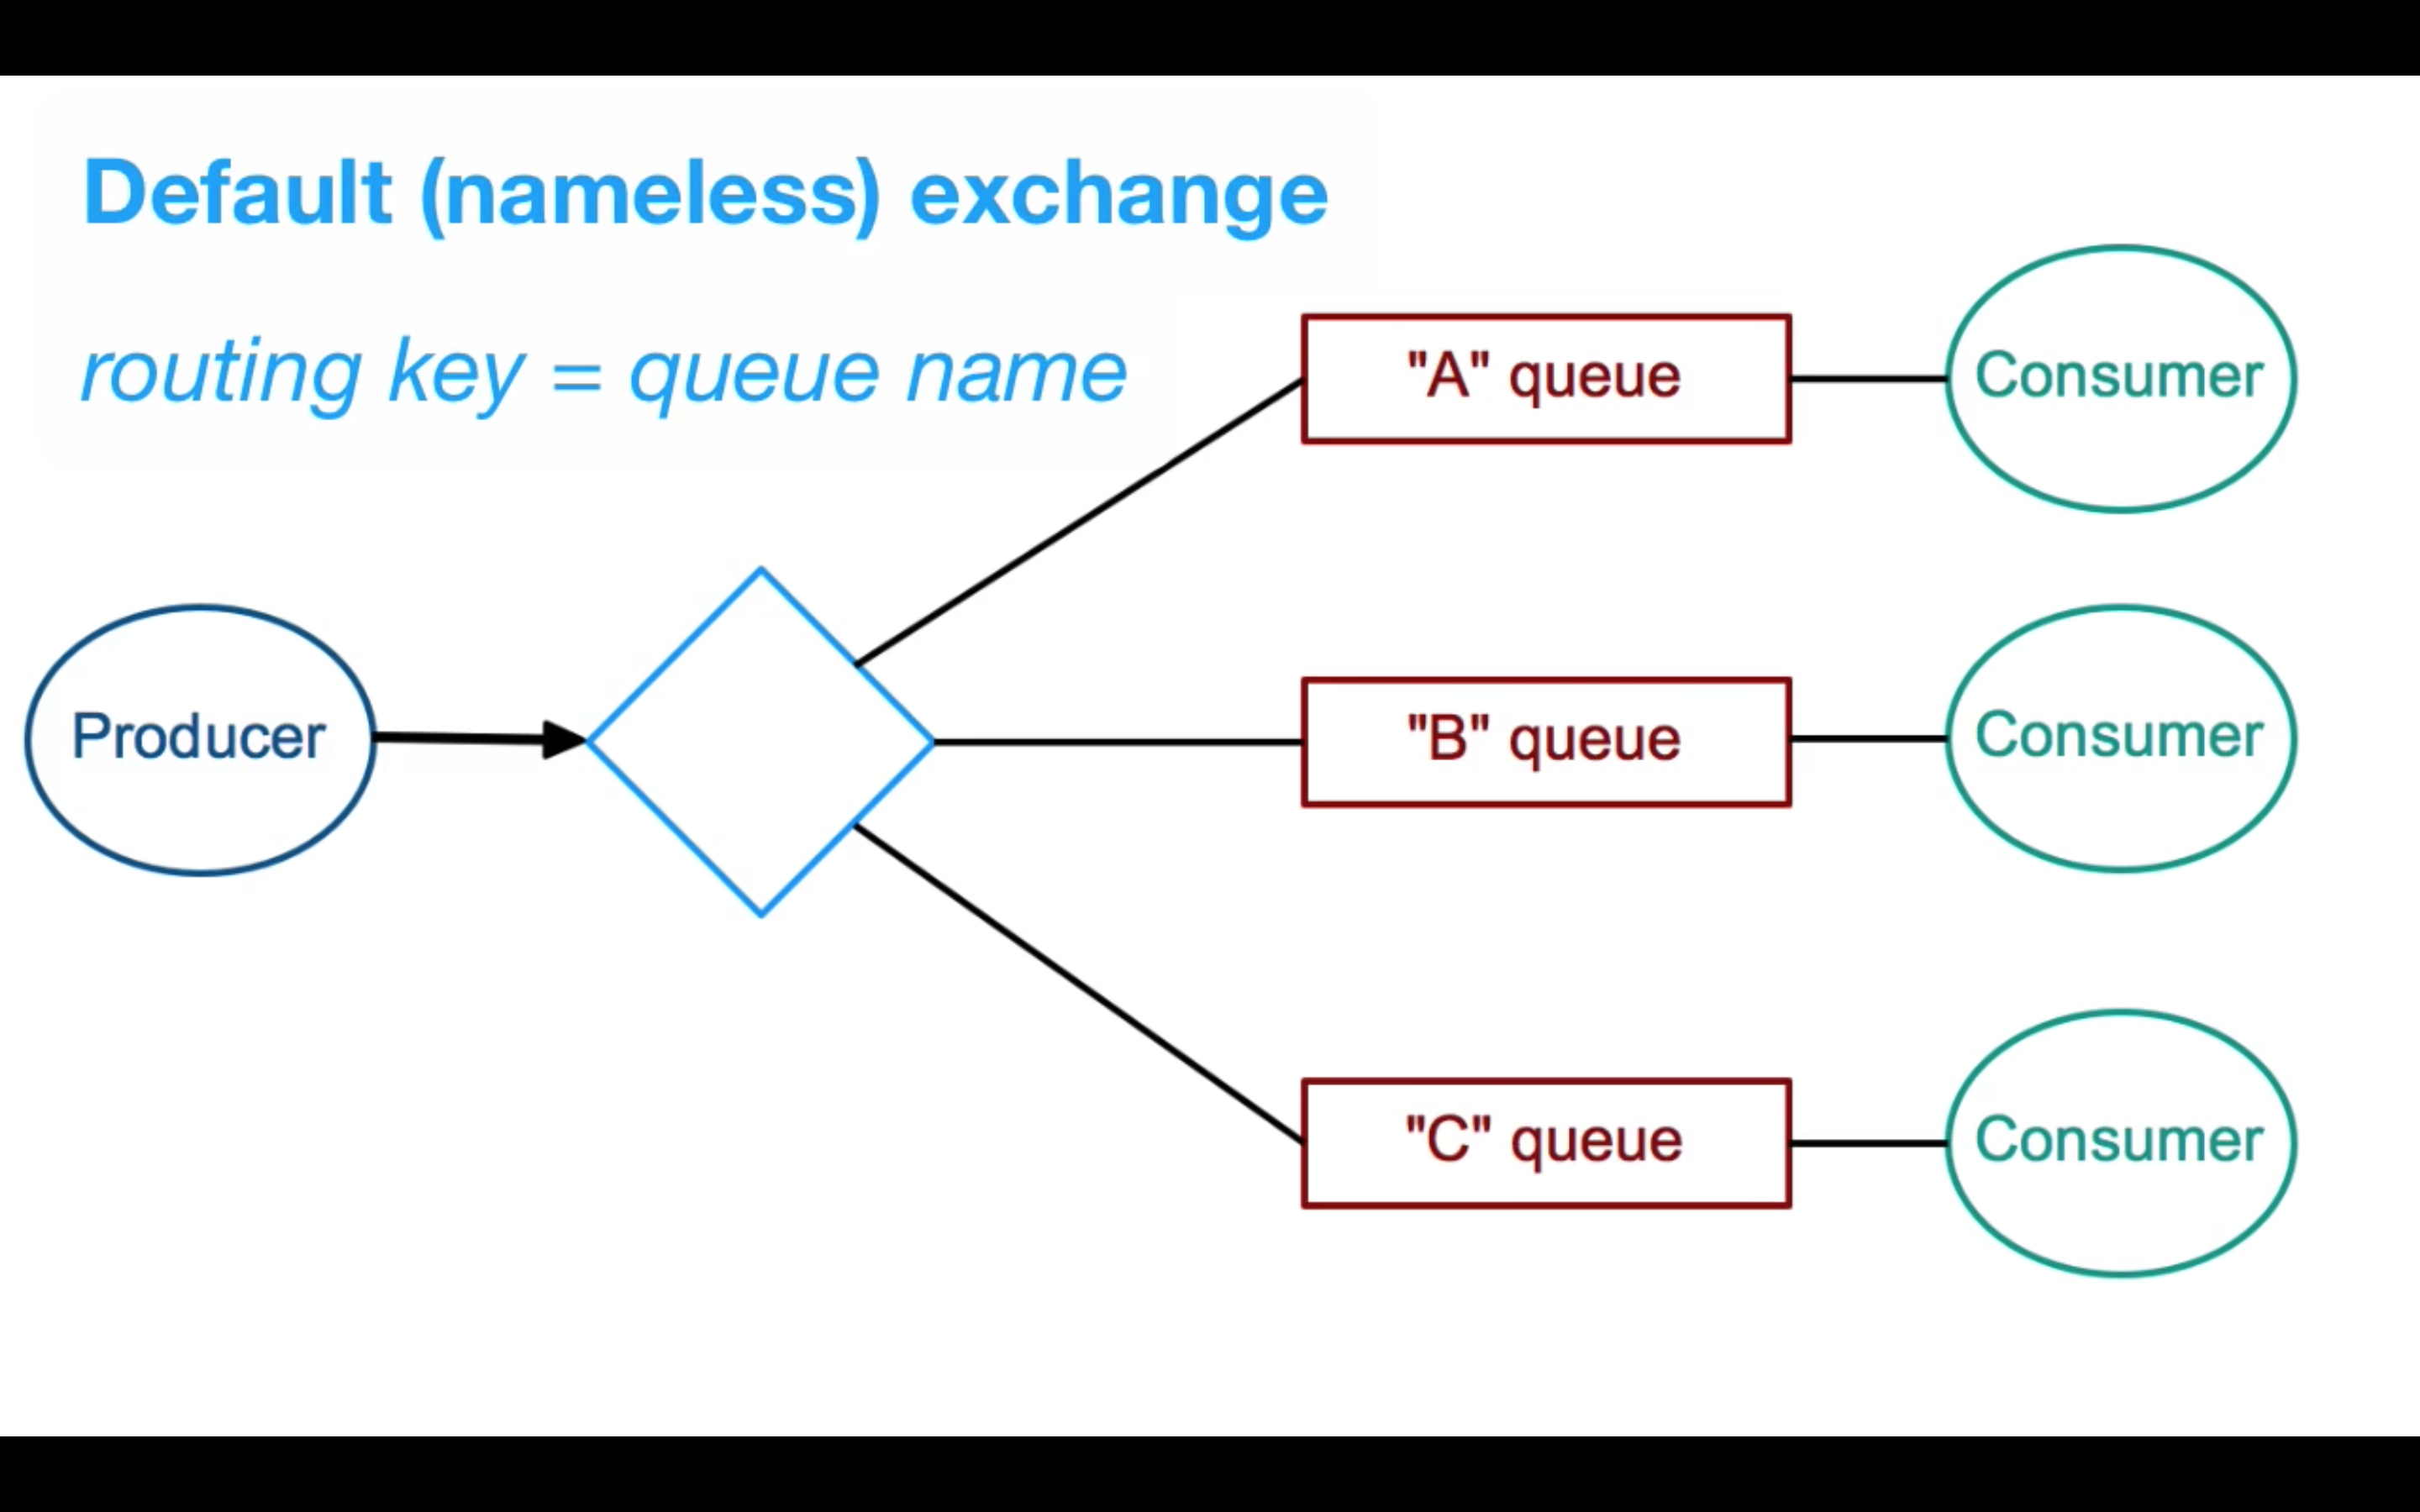 Default (nameless) exchange
routing key = queue name
"A" queue
Consumer
Producer
"B" queue
Consumer
"C" queue
Consumer